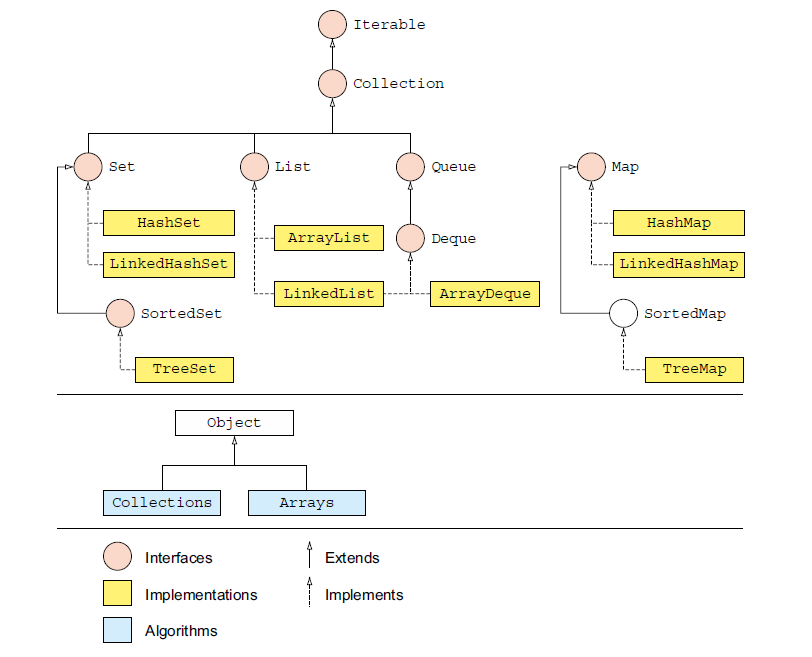 Iterable
Collection
Set
List
Queue
Map
HashSet
HashMap
ArrayList
Deque
LinkedHashSet
LinkedHashMap
LinkedList
ArrayDeque
SortedSet
SortedMap
TreeSet
TreeMap
Object
Collections
Arrays
Interfaces
Extends
Implementations
Implements
Algorithms